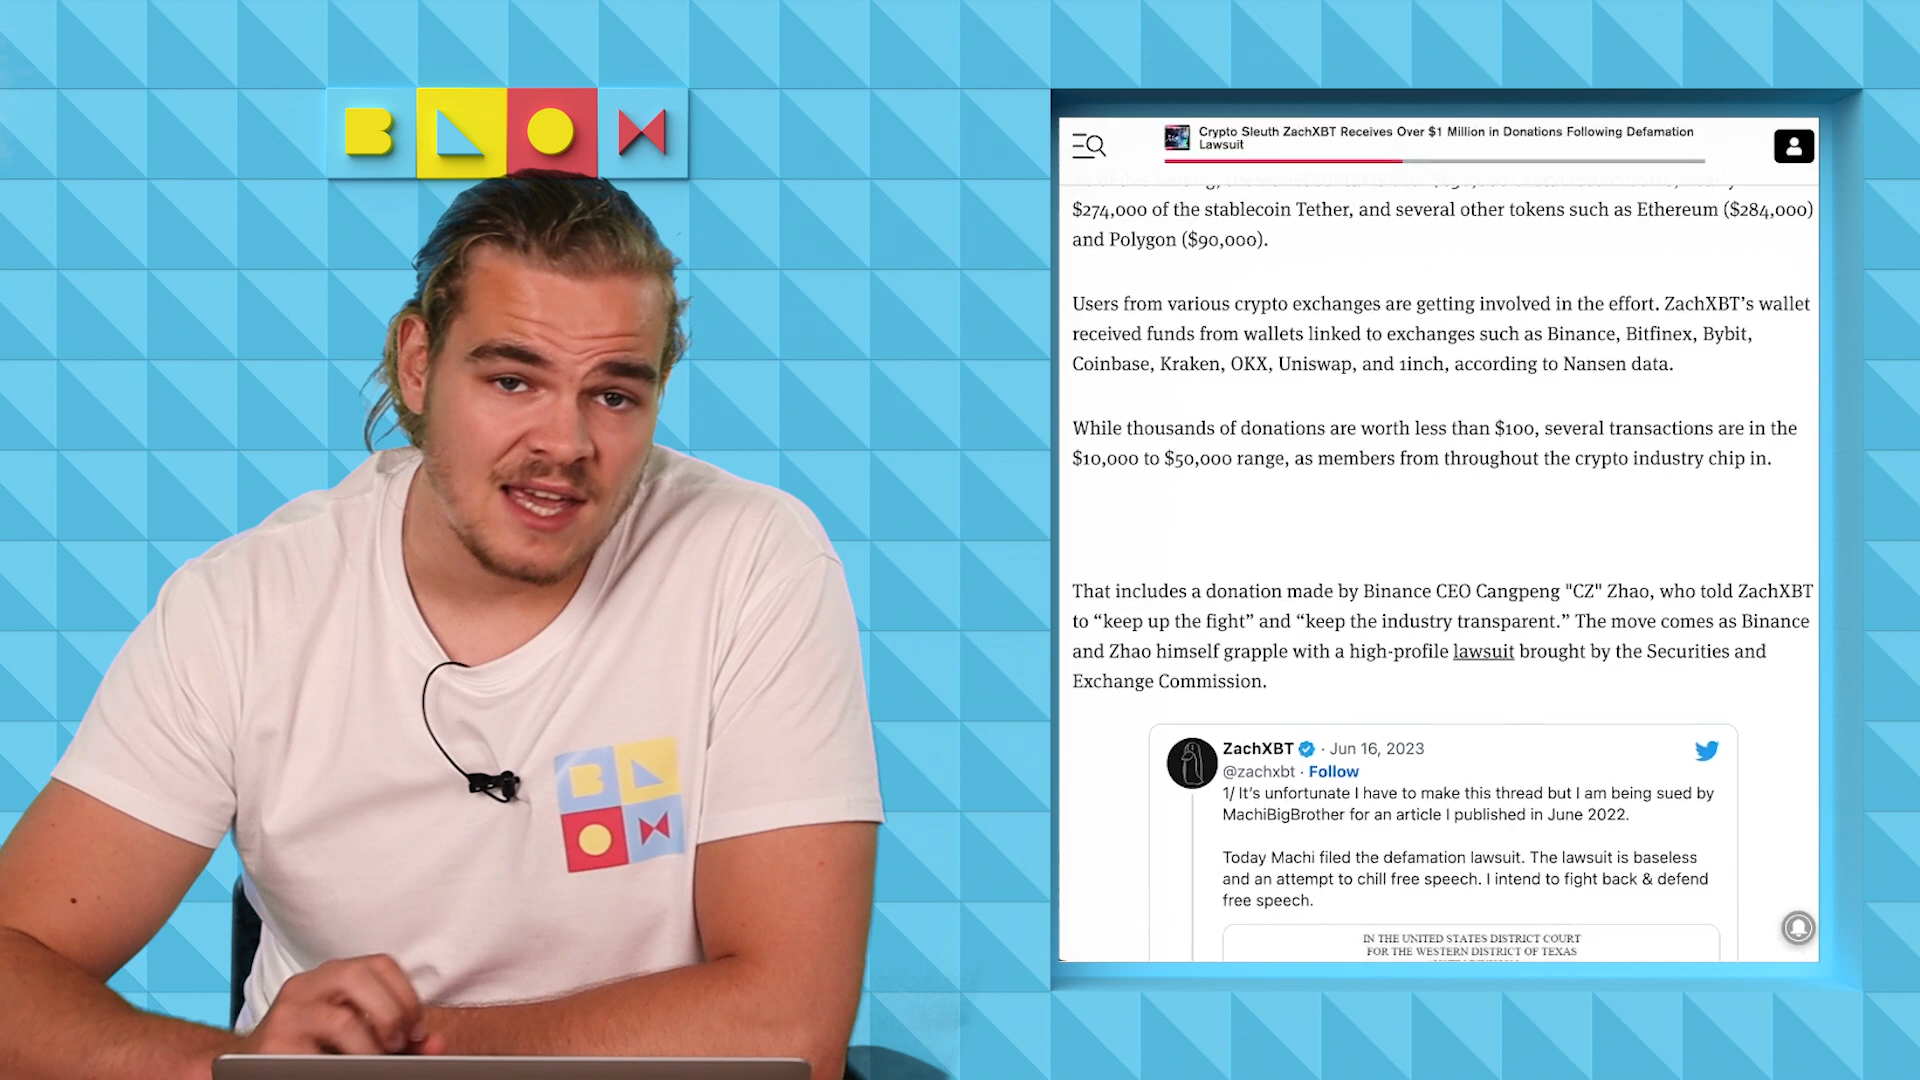 BLOW
Crypto Sleuth ZachXBT Receives Over $1 Million in Donations Following Defamation
Lawsuit
$274,000 of the stablecoin Tether, and several other tokens such as Ethereum ($284,000)
and Polygon ($90,000).
Users from various crypto exchanges are getting involved in the effort. ZachXBT’s wallet
received funds from wallets linked to exchanges such as Binance, Bitfinex, Bybit,
Coinbase, Kraken, OKX, Uniswap, and 1inch, according to Nansen data.
While thousands of donations are worth less than $100, several transactions are in the
$10,000 to $50,000 range, as members from throughout the crypto industry chip in.
That includes a donation made by Binance CEO Cangpeng "CZ" Zhao, who told ZachXBT
to “keep up the fight” and “keep the industry transparent.” The move comes as Binance
and Zhao himself grapple with a high-profile lawsuit brought by the Securities and
Exchange Commission.
ZachXBT · Jun 16, 2023
@zachxbt · Follow
1/ It’s unfortunate I have to make this thread but I am being sued by
MachiBigBrother for an article I published in June 2022.
Today Machi filed the defamation lawsuit. The lawsuit is baseless
and an attempt to chill free speech. I intend to fight back & defend
free speech.
IN THE UNITED STATES DISTRICT COURT
FOR THE WESTERN DISTRICT OF TEXAS
BLOW